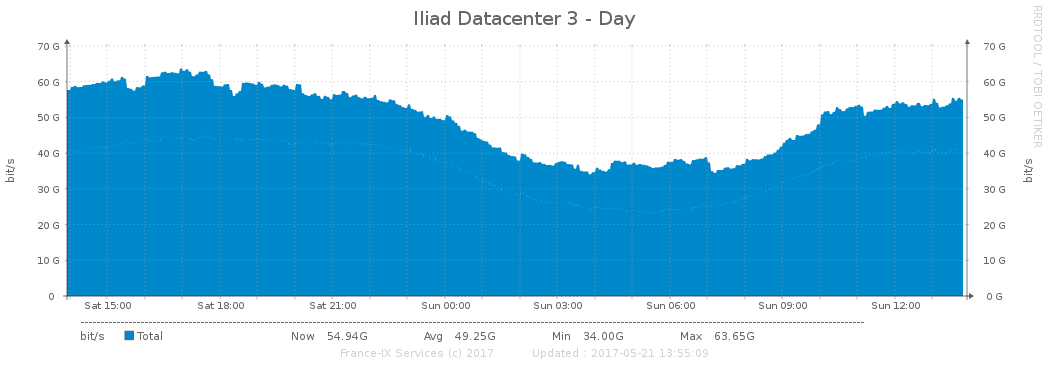 Iliad Datacenter 3 - Day
RRDTOOL / TOBI OETIKER
bit/s
70 G 70 G
60 G 60 G
50 G 50 G
40 G 40 G
30 G 30 G
20 G 20 G
10 G 10 G
0 0 G
bit/s
Sat 15:00 Sat 18:00 Sat 21:00 Sun 00:00 Sun 03:00 Sun 06:00 Sun 09:00 Sun 12:00
bit/s Total Now 54.94G Avg 49.25G Min 34.00G Max 63.65G
France-IX Services (c) 2017 Updated : 2017-05-21 13:55:09